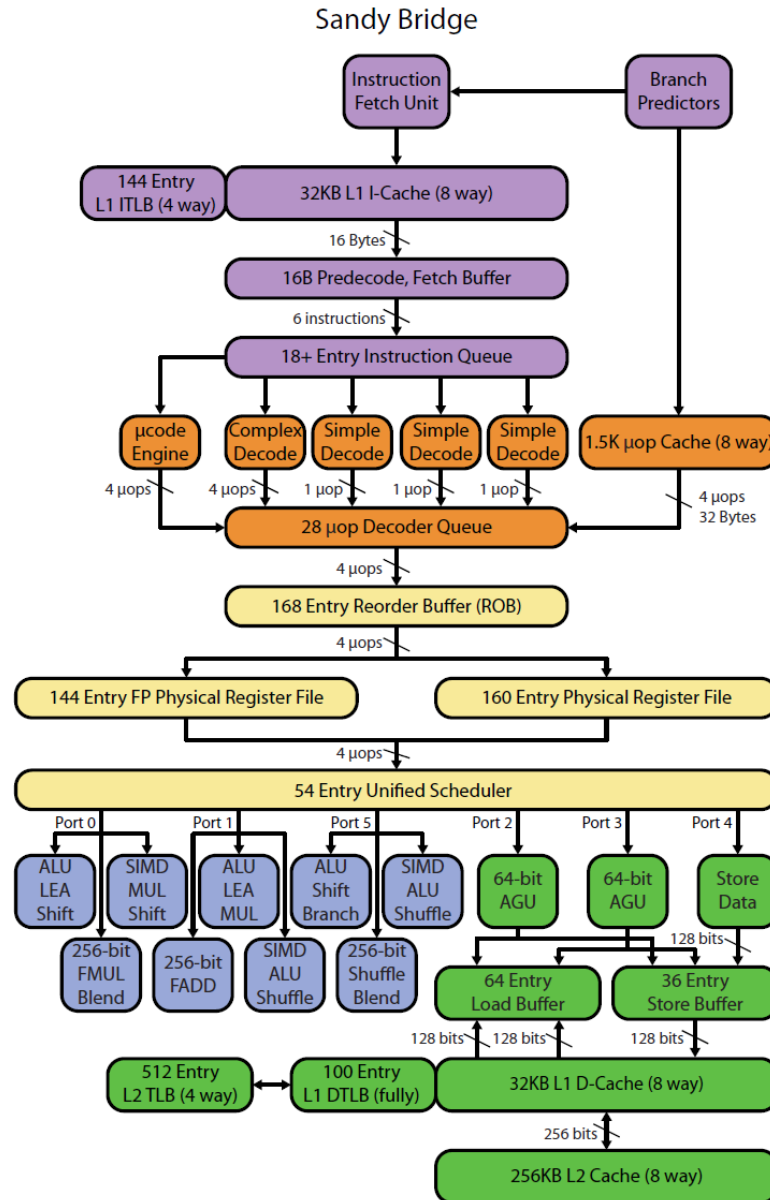 Sandy Bridge
Instruction
Fetch Unit
Branch
Predictors
144 Entry
L1 ITLB (4 way)
32KB L1 I-Cache (8 way)
16 Bytes
16B Predecode, Fetch Buffer
6 instructions
18+ Entry Instruction Queue
µcode
Engine
Complex
Decode
Simple
Decode
Simple
Decode
Simple
Decode
1.5K µop Cache (8 way)
4 µops
4 µops
1 µop
1 µop
1 µop
4 µops
32 Bytes
28 µop Decoder Queue
4 µops
168 Entry Reorder Buffer (ROB)
4 µops
144 Entry FP Physical Register File
160 Entry Physical Register File
4 µops
54 Entry Unified Scheduler
Port 0
Port 1
Port 5
Port 2
Port 3
Port 4
ALU
LEA
Shift
SIMD
MUL
Shift
ALU
LEA
MUL
ALU
Shift
Branch
SIMD
ALU
Shuffle
64-bit
AGU
64-bit
AGU
Store
Data
256-bit
FMUL
Blend
256-bit
FADD
SIMD
ALU
Shuffle
256-bit
Shuffle
Blend
128 bits
64 Entry
Load Buffer
36 Entry
Store Buffer
128 bits
128 bits
128 bits
512 Entry
L2 TLB (4 way)
100 Entry
L1 DTLB (fully)
32KB L1 D-Cache (8 way)
256 bits
256KB L2 Cache (8 way)